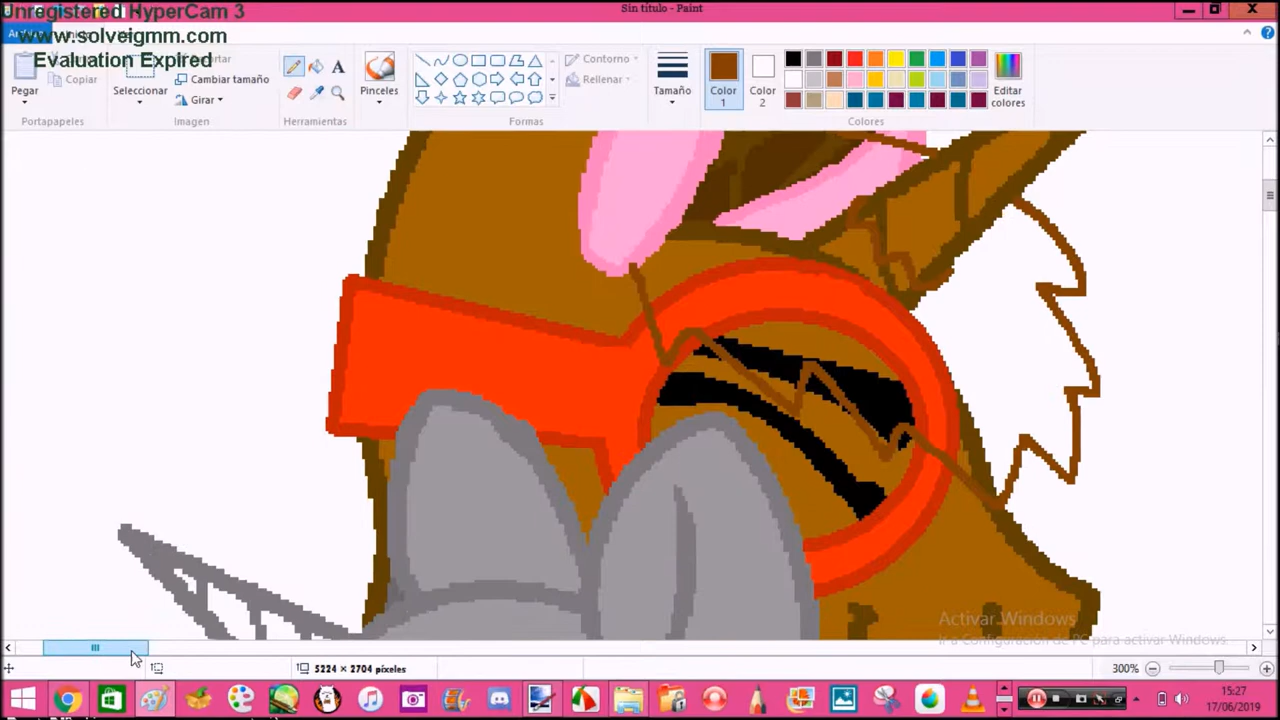 Unregistered HyperCam 3
Sin título - Paint
www.solveigmm.com
Evaluation Expired
Copiar
Cambiar tamaño
Girar
Pegar
Seleccionar
Pinceles
Contorno
Rellenar
Tamaño
Color
1
Color
2
Editar
colores
Portapapeles
Imagen
Herramientas
Formas
Colores
Activar Windows
Ir a Configuración de PC para activar Windows.
5224 × 2704 píxeles
300%
15:27
17/06/2019